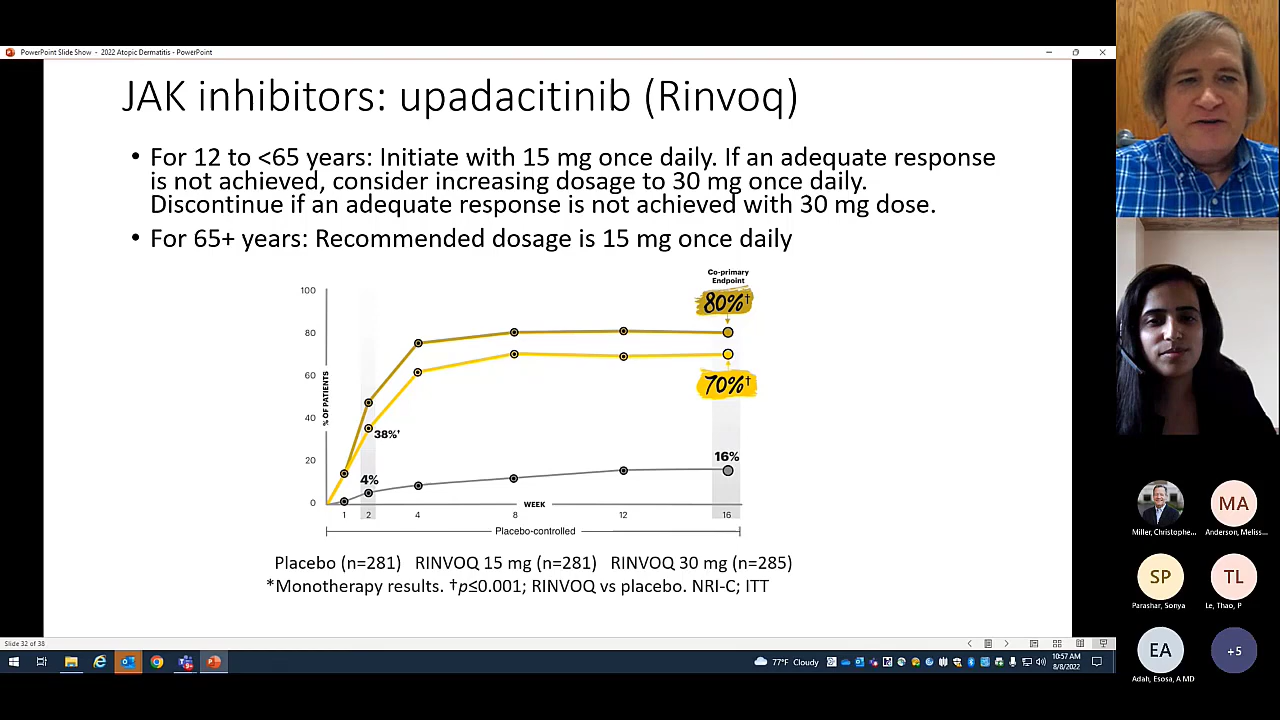 PowerPoint Slide Show - 2022 Atopic Dermatitis - PowerPoint
JAK inhibitors: upadacitinib (Rinvoq)
• For 12 to <65 years: Initiate with 15 mg once daily. If an adequate response
is not achieved, consider increasing dosage to 30 mg once daily.
Discontinue if an adequate response is not achieved with 30 mg dose.
• For 65+ years: Recommended dosage is 15 mg once daily
Co-primary
Endpoint
80%†
70%†
100
80
60
40
20
0
% OF PATIENTS
38%†
4%
16%
WEEK
1
2
4
8
12
16
Placebo-controlled
Placebo (n=281) RINVOQ 15 mg (n=281) RINVOQ 30 mg (n=285)
*Monotherapy results. †p≤0.001; RINVOQ vs placebo. NRI-C; ITT
Slide 32 of 38
77°F Cloudy
10:57 AM
8/8/2022
MA
Miller, Christophe...
Anderson, Meliss...
SP
TL
Parashar, Sonya
Le, Thao, P
EA
+5
Adah, Esosa, A MD